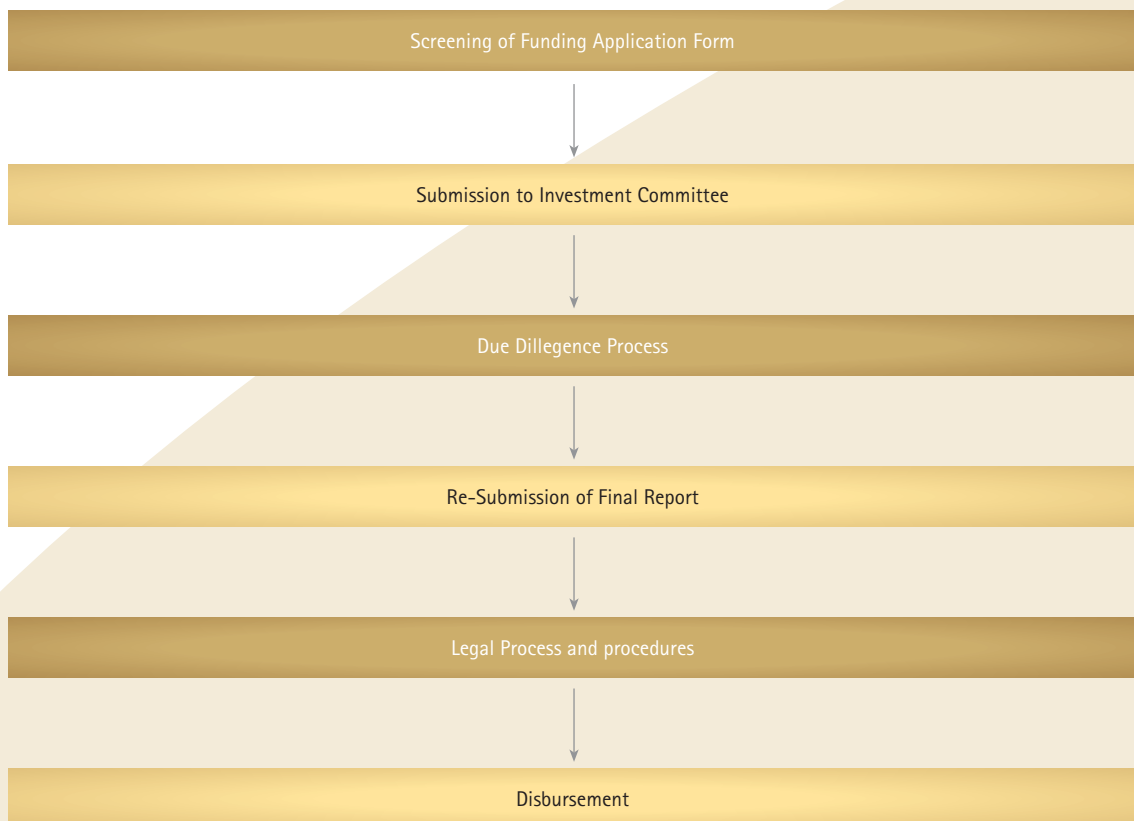 Screening of Funding Application Form
Submission to Investment Committee
Due Dillegence Process
Re-Submission of Final Report
Legal Process and procedures
Disbursement